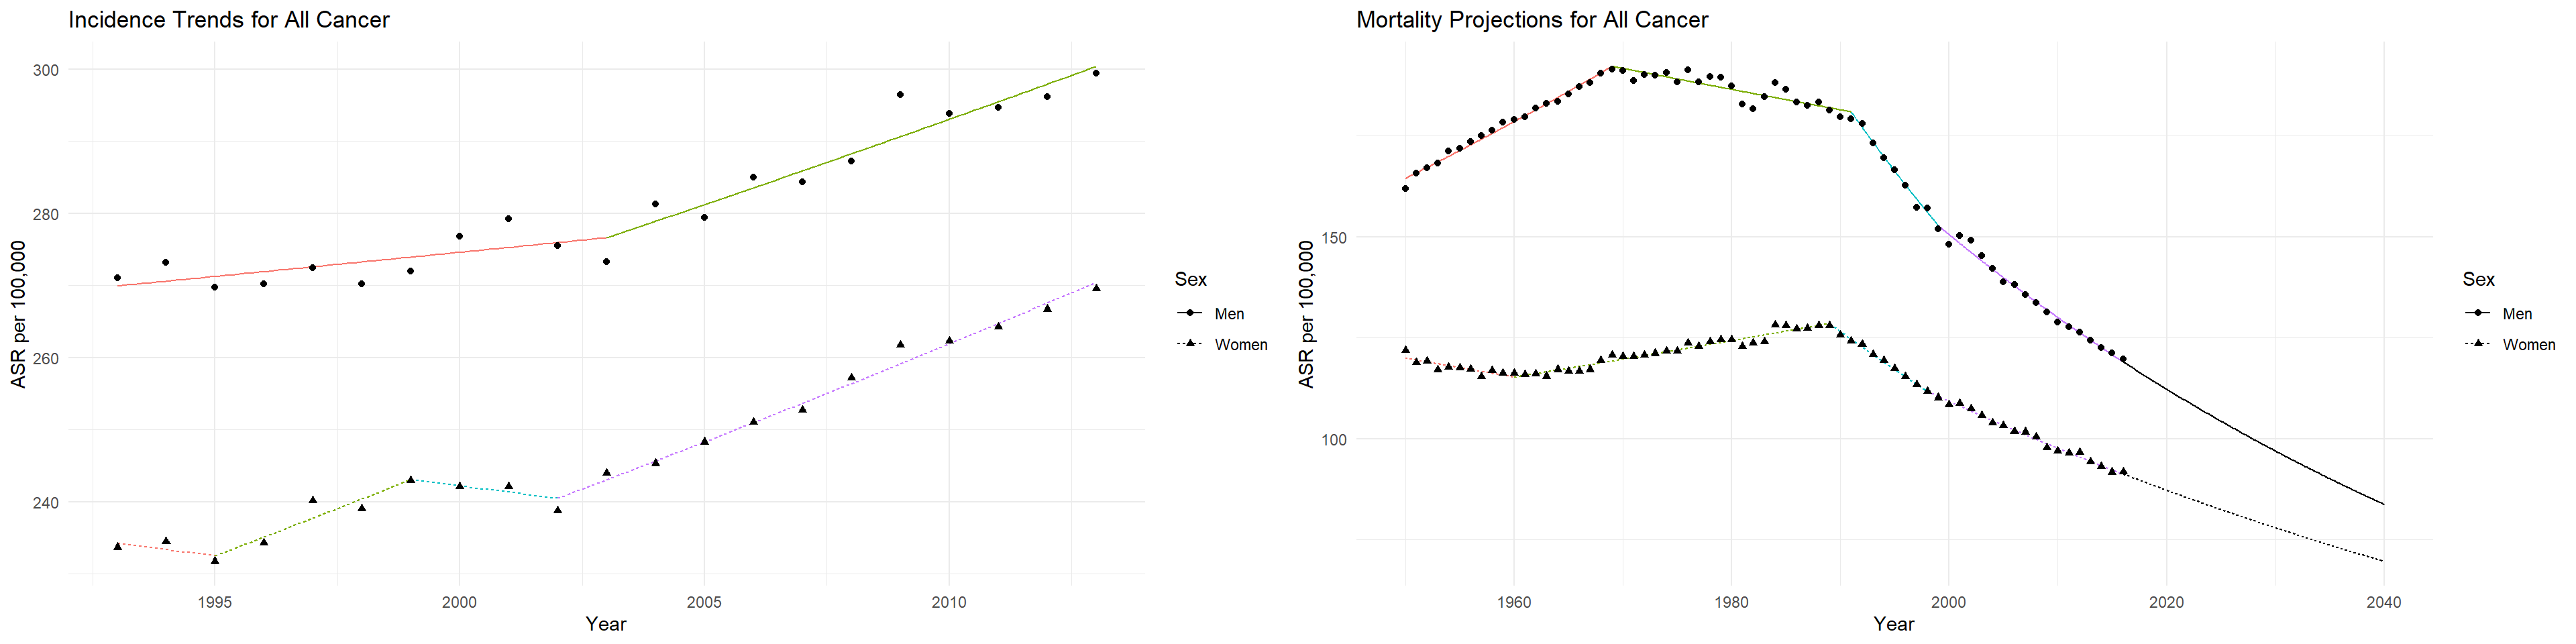 Incidence Trends for All Cancer
300
280
260
240
ASR per 100,000
1995
2000
2005
2010
Year
Sex
Men
Women
Mortality Projections for All Cancer
150
100
ASR per 100,000
1960
1980
2000
2020
2040
Year
Sex
Men
Women